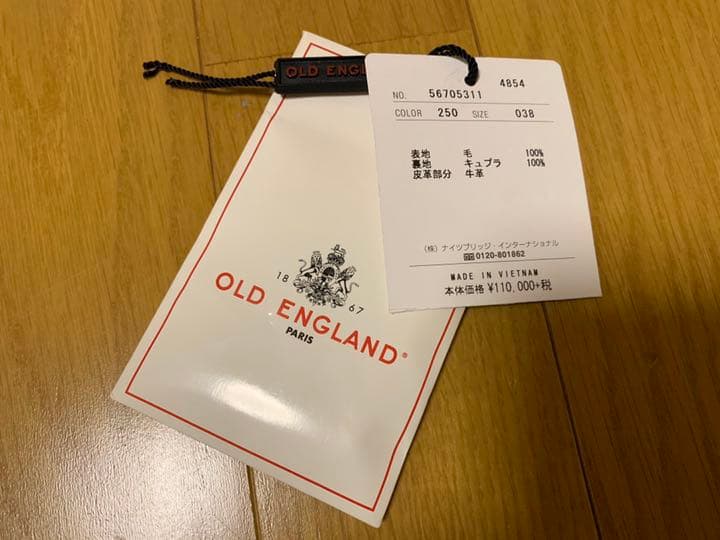 OLD ENGL
4854
NO. 56705311
COLOR 250 SIZE 038
表地 毛 100%
裏地 キュプラ 100%
皮革部分 牛革
(株)ナイツブリッジ・インターナショナル
0120-801862
MADE IN VIETNAM
本体価格 ¥110,000+税
18 67
OLD ENGLAND®
PARIS